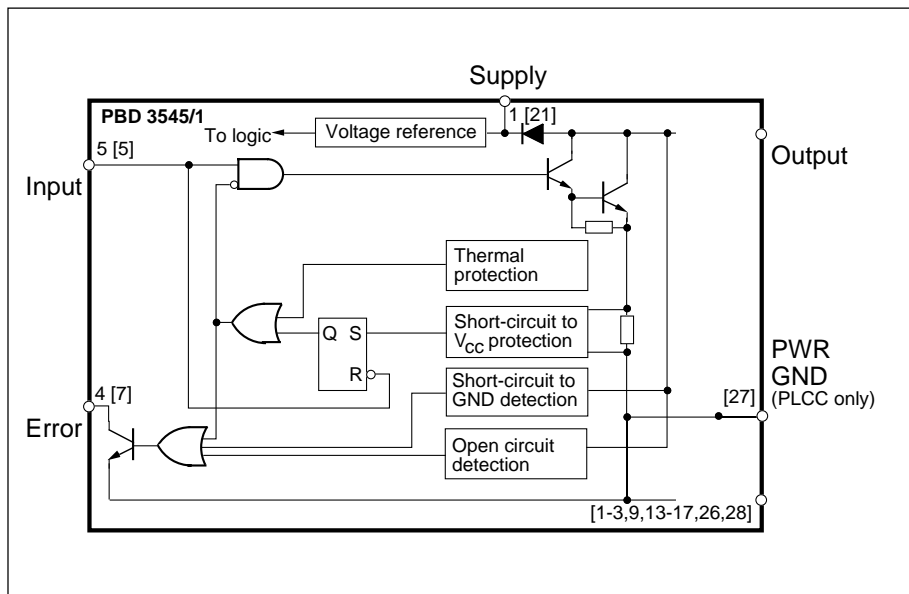 Supply
PBD 3545/1
1 [21]
To logic
Voltage reference
5 [5]
Output
Input
Thermal
protection
Q S
R
Short-circuit to
VCC protection
PWR
GND
(PLCC only)
[27]
Short-circuit to
GND detection
4 [7]
Error
Open circuit
detection
[1-3,9,13-17,26,28]